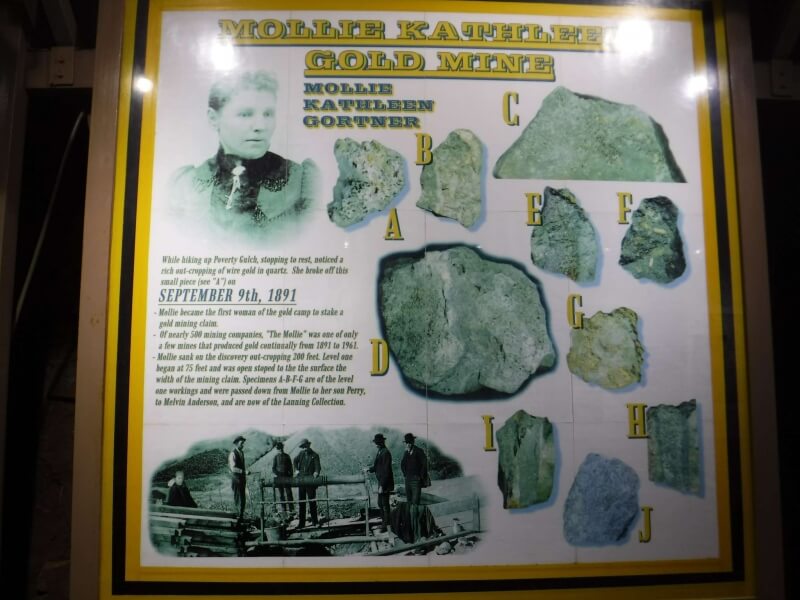 MOLLIE KATHLEEN
GOLD MINE
MOLLIE
KATHLEEN
GORTNER
A
B
C
E
F
While hiking up Poverty Gulch, stopping to rest, noticed a
rich out-cropping of wire gold in quartz. She broke off this
small piece (see "A") on
SEPTEMBER 9th, 1891
- Mollie became the first woman of the gold camp to stake a
gold mining claim.
- Of nearly 500 mining companies, "The Mollie" was one of only
a few mines that produced gold continually from 1891 to 1961.
- Mollie sank on the discovery out-cropping 200 feet. Level one
began at 75 feet and was open stoped to the the surface the
width of the mining claim. Specimens A-B-F-G are of the level
one workings and were passed down from Mollie to her son Perry,
to Melvin Anderson, and are now of the Lanning Collection.
D
G
I
H
J